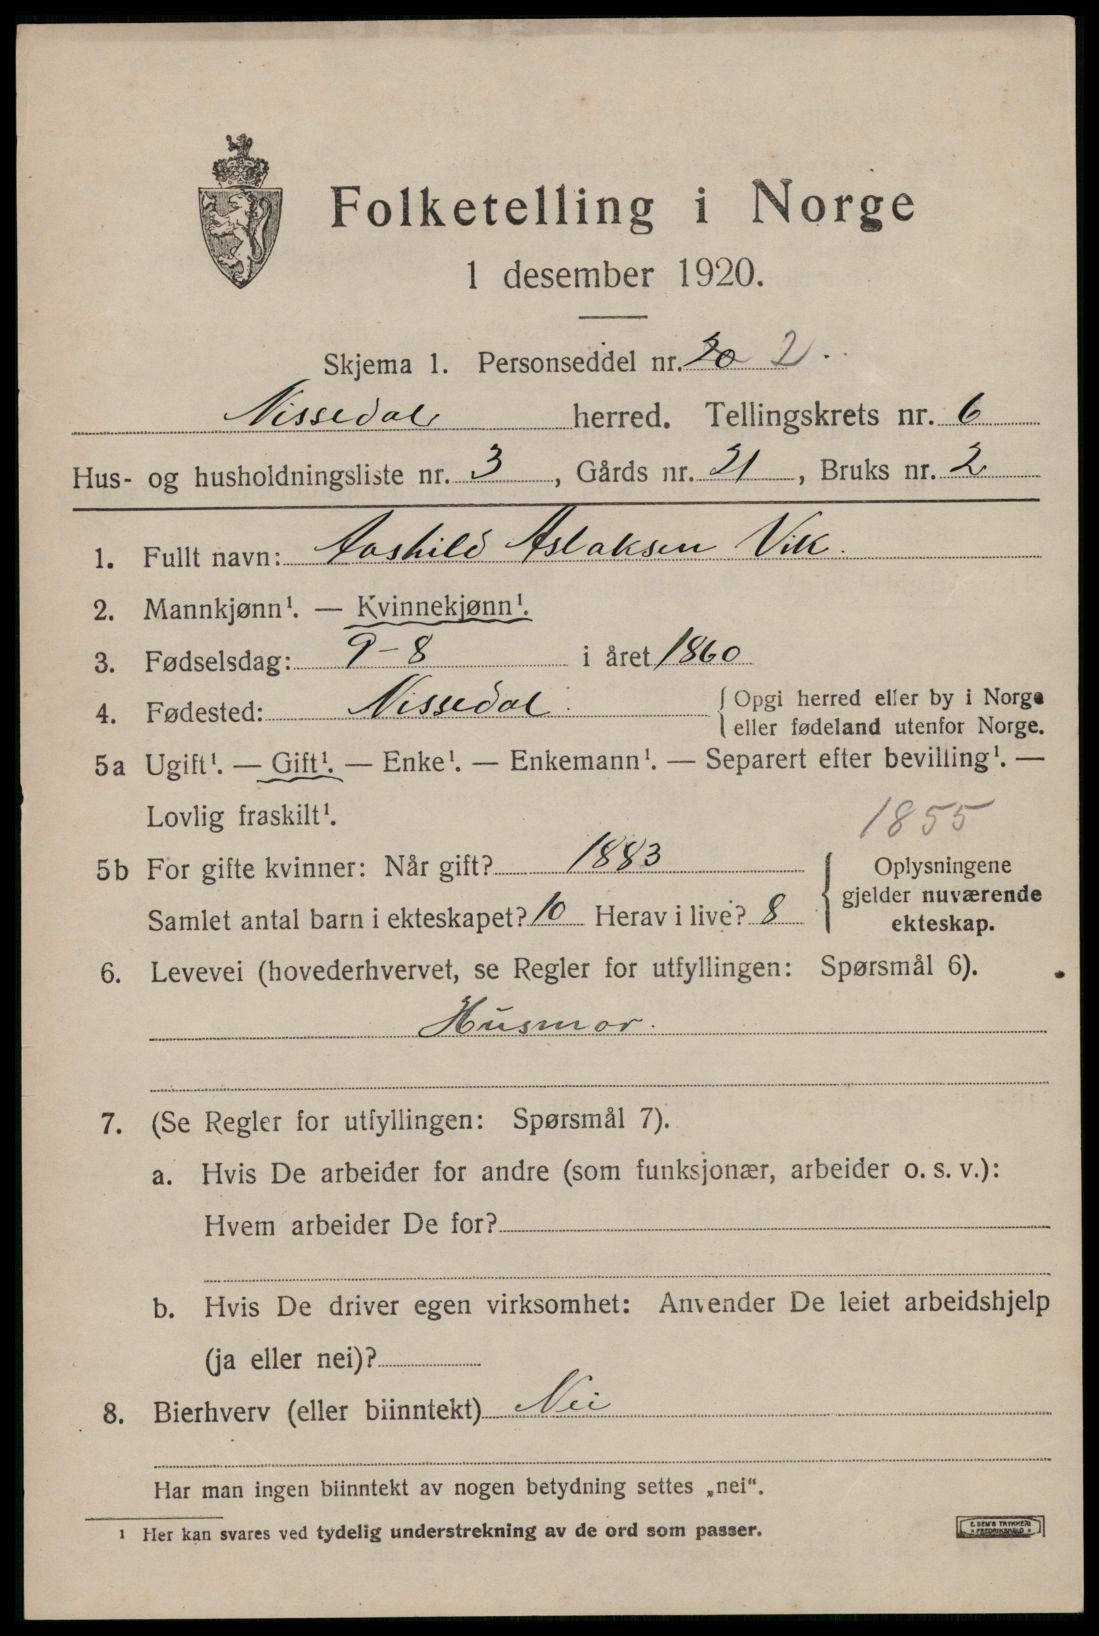 Folketelling i Norge
1 desember 1920.
Skjema 1. Personseddel nr. 20 2.
Nissedal herred. Tellingskrets nr. 6
Hus- og husholdningsliste nr. 3, Gårds nr. 21, Bruks nr. 2
1. Fullt navn: Aashild Aslaksen Vik.
2. Mannkjønn¹. — Kvinnekjønn¹.
3. Fødselsdag: 9-8 i året 1860
4. Fødested: Nissedal. { Opgi herred eller by i Norge
eller fødeland utenfor Norge.
5a Ugift¹. — Gift¹. — Enke¹. — Enkemann¹. — Separert efter bevilling¹. —
Lovlig fraskilt¹.
1855
5b For gifte kvinner: Når gift? 1883
Samlet antal barn i ekteskapet? 10 Herav i live? 8
{ Oplysningene
gjelder nuværende
ekteskap.
6. Levevei (hovederhvervet, se Regler for utfyllingen: Spørsmål 6).
Husmor.
7. (Se Regler for utfyllingen: Spørsmål 7).
a. Hvis De arbeider for andre (som funksjonær, arbeider o. s. v.):
Hvem arbeider De for?
b. Hvis De driver egen virksomhet: Anvender De leiet arbeidshjelp
(ja eller nei)?
8. Bierhverv (eller biinntekt) Nei
Har man ingen biinntekt av nogen betydning settes „nei“.
¹ Her kan svares ved tydelig understrekning av de ord som passer.
E. SEM'S TRYKKERI
FREDRIKSHALD